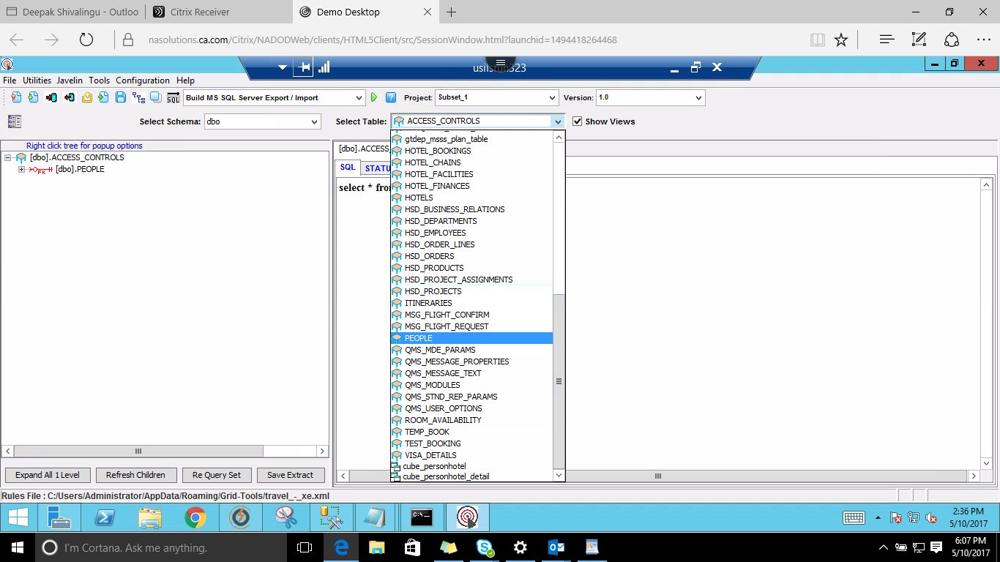 Deepak Shivalingu - Outloo
Citrix Receiver
Demo Desktop
nasolutions.ca.com/Citrix/NADODWeb/clients/HTML5Client/src/SessionWindow.html?launchid=1494418264468
File Utilities Javelin Tools Configuration Help
SQL Build MS SQL Server Export / Import Project: Subset_1 Version: 1.0
Select Schema: dbo Select Table: ACCESS_CONTROLS Show Views
Right click tree for popup options
[dbo].ACCESS_CONTROLS
FK [dbo].PEOPLE
[dbo].ACCESS
SQL STATU
select * fro
gtdep_msss_plan_table
HOTEL_BOOKINGS
HOTEL_CHAINS
HOTEL_FACILITIES
HOTEL_FINANCES
HOTELS
HSD_BUSINESS_RELATIONS
HSD_DEPARTMENTS
HSD_EMPLOYEES
HSD_ORDER_LINES
HSD_ORDERS
HSD_PRODUCTS
HSD_PROJECT_ASSIGNMENTS
HSD_PROJECTS
ITINERARIES
MSG_FLIGHT_CONFIRM
MSG_FLIGHT_REQUEST
PEOPLE
QMS_MDE_PARAMS
QMS_MESSAGE_PROPERTIES
QMS_MESSAGE_TEXT
QMS_MODULES
QMS_STND_REP_PARAMS
QMS_USER_OPTIONS
ROOM_AVAILABILITY
TEMP_BOOK
TEST_BOOKING
VISA_DETAILS
cube_personhotel
cube_personhotel_detail
Expand All 1 Level Refresh Children Re Query Set Save Extract
Rules File : C:/Users/Administrator/AppData/Roaming/Grid-Tools/travel_-_xe.xml
2:36 PM
5/10/2017
I'm Cortana. Ask me anything.
6:07 PM
5/10/2017